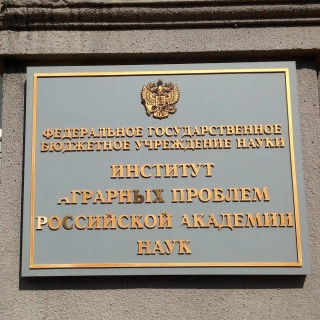 ФЕДЕРАЛЬНОЕ ГОСУДАРСТВЕННОЕ
БЮДЖЕТНОЕ УЧРЕЖДЕНИЕ НАУКИ
ИНСТИТУТ
АГРАРНЫХ ПРОБЛЕМ
РОССИЙСКОЙ АКАДЕМИИ
НАУК